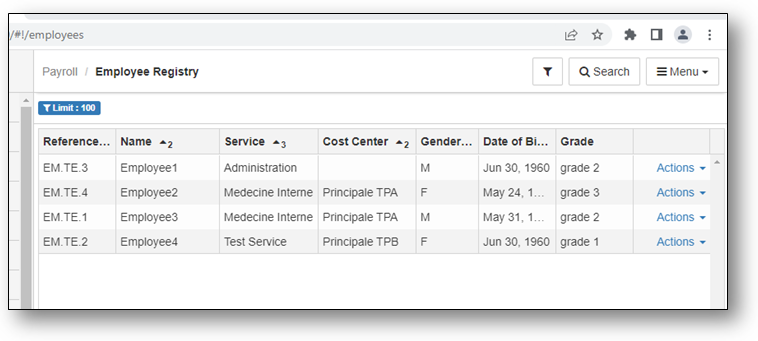 /#!/employees
Payroll / Employee Registry
Search
Menu
Limit : 100
Reference... Name 2 Service 3 Cost Center 2 Gender... Date of Bi... Grade
EM.TE.3 Employee1 Administration M Jun 30, 1960 grade 2 Actions
EM.TE.4 Employee2 Medecine Interne Principale TPA F May 24, 1... grade 3 Actions
EM.TE.1 Employee3 Medecine Interne Principale TPA M May 31, 1... grade 2 Actions
EM.TE.2 Employee4 Test Service Principale TPB F Jun 30, 1960 grade 1 Actions